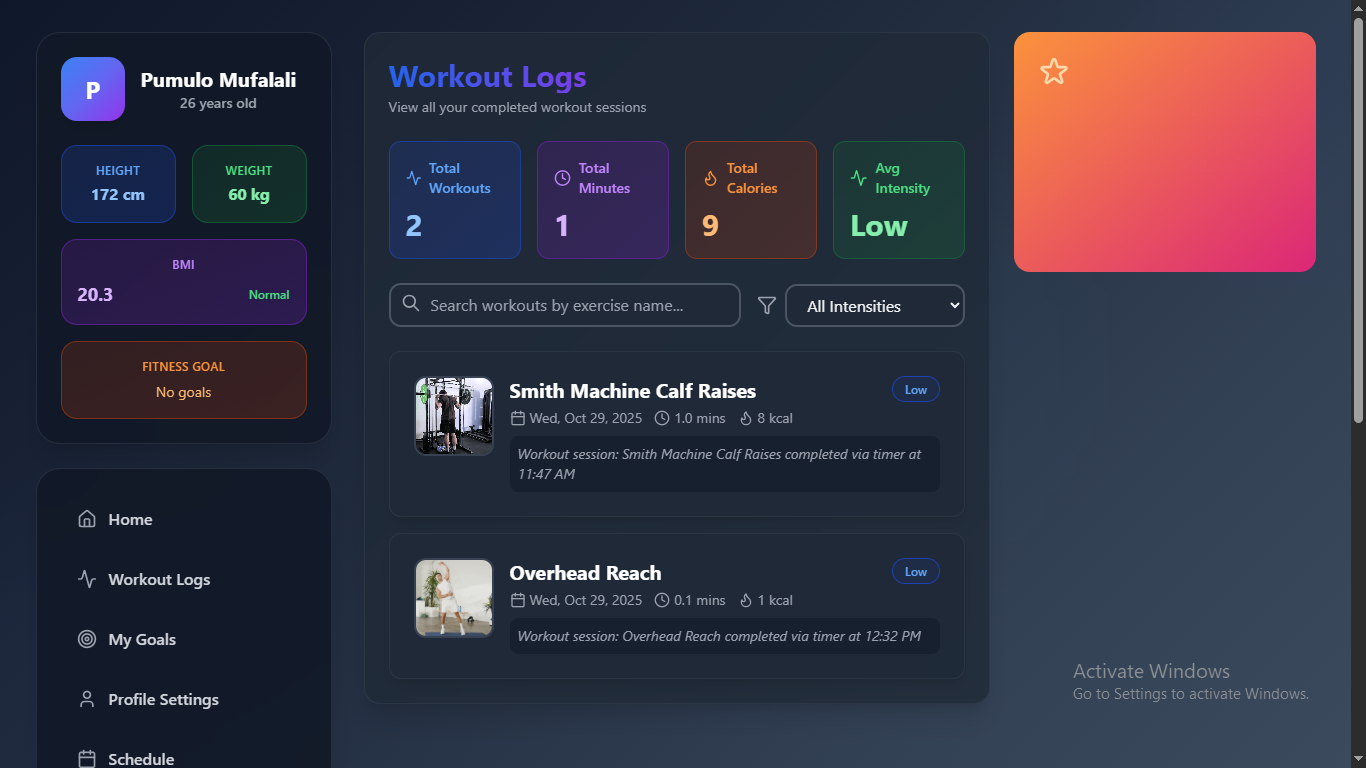 P
Pumulo Mufalali
26 years old
HEIGHT
172 cm
WEIGHT
60 kg
BMI
20.3
Normal
FITNESS GOAL
No goals
Home
Workout Logs
My Goals
Profile Settings
Schedule
Workout Logs
View all your completed workout sessions
Total
Workouts
2
Total
Minutes
1
Total
Calories
9
Avg
Intensity
Low
Search workouts by exercise name...
All Intensities
Smith Machine Calf Raises
Low
Wed, Oct 29, 2025 1.0 mins 8 kcal
Workout session: Smith Machine Calf Raises completed via timer at
11:47 AM
Overhead Reach
Low
Wed, Oct 29, 2025 0.1 mins 1 kcal
Workout session: Overhead Reach completed via timer at 12:32 PM
Activate Windows
Go to Settings to activate Windows.